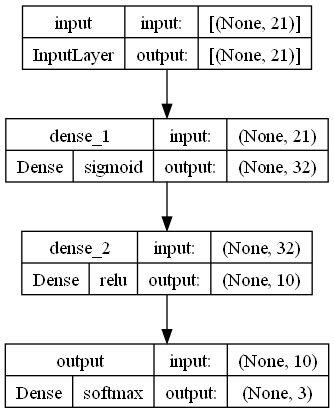 input input: [(None, 21)]
InputLayer output: [(None, 21)]
dense_1 input: (None, 21)
Dense sigmoid output: (None, 32)
dense_2 input: (None, 32)
Dense relu output: (None, 10)
output input: (None, 10)
Dense softmax output: (None, 3)